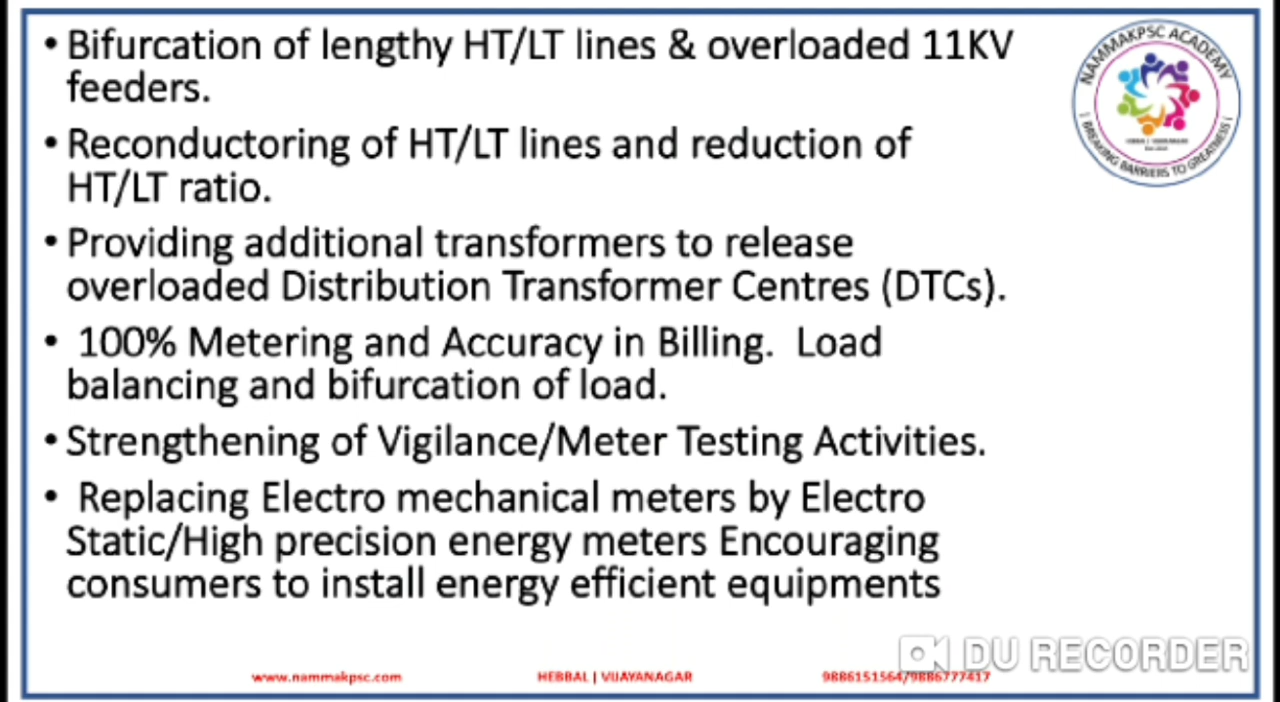 • Bifurcation of lengthy HT/LT lines & overloaded 11KV
feeders.
• Reconductoring of HT/LT lines and reduction of
HT/LT ratio.
• Providing additional transformers to release
overloaded Distribution Transformer Centres (DTCs).
• 100% Metering and Accuracy in Billing. Load
balancing and bifurcation of load.
• Strengthening of Vigilance/Meter Testing Activities.
• Replacing Electro mechanical meters by Electro
Static/High precision energy meters Encouraging
consumers to install energy efficient equipments
NAMMAKPSC ACADEMY
| BREAKING BARRIERS TO GREATNESS |
DU RECORDER
www.nammakpsc.com HEBBAL | VIJAYANAGAR 9886151564/9886777417